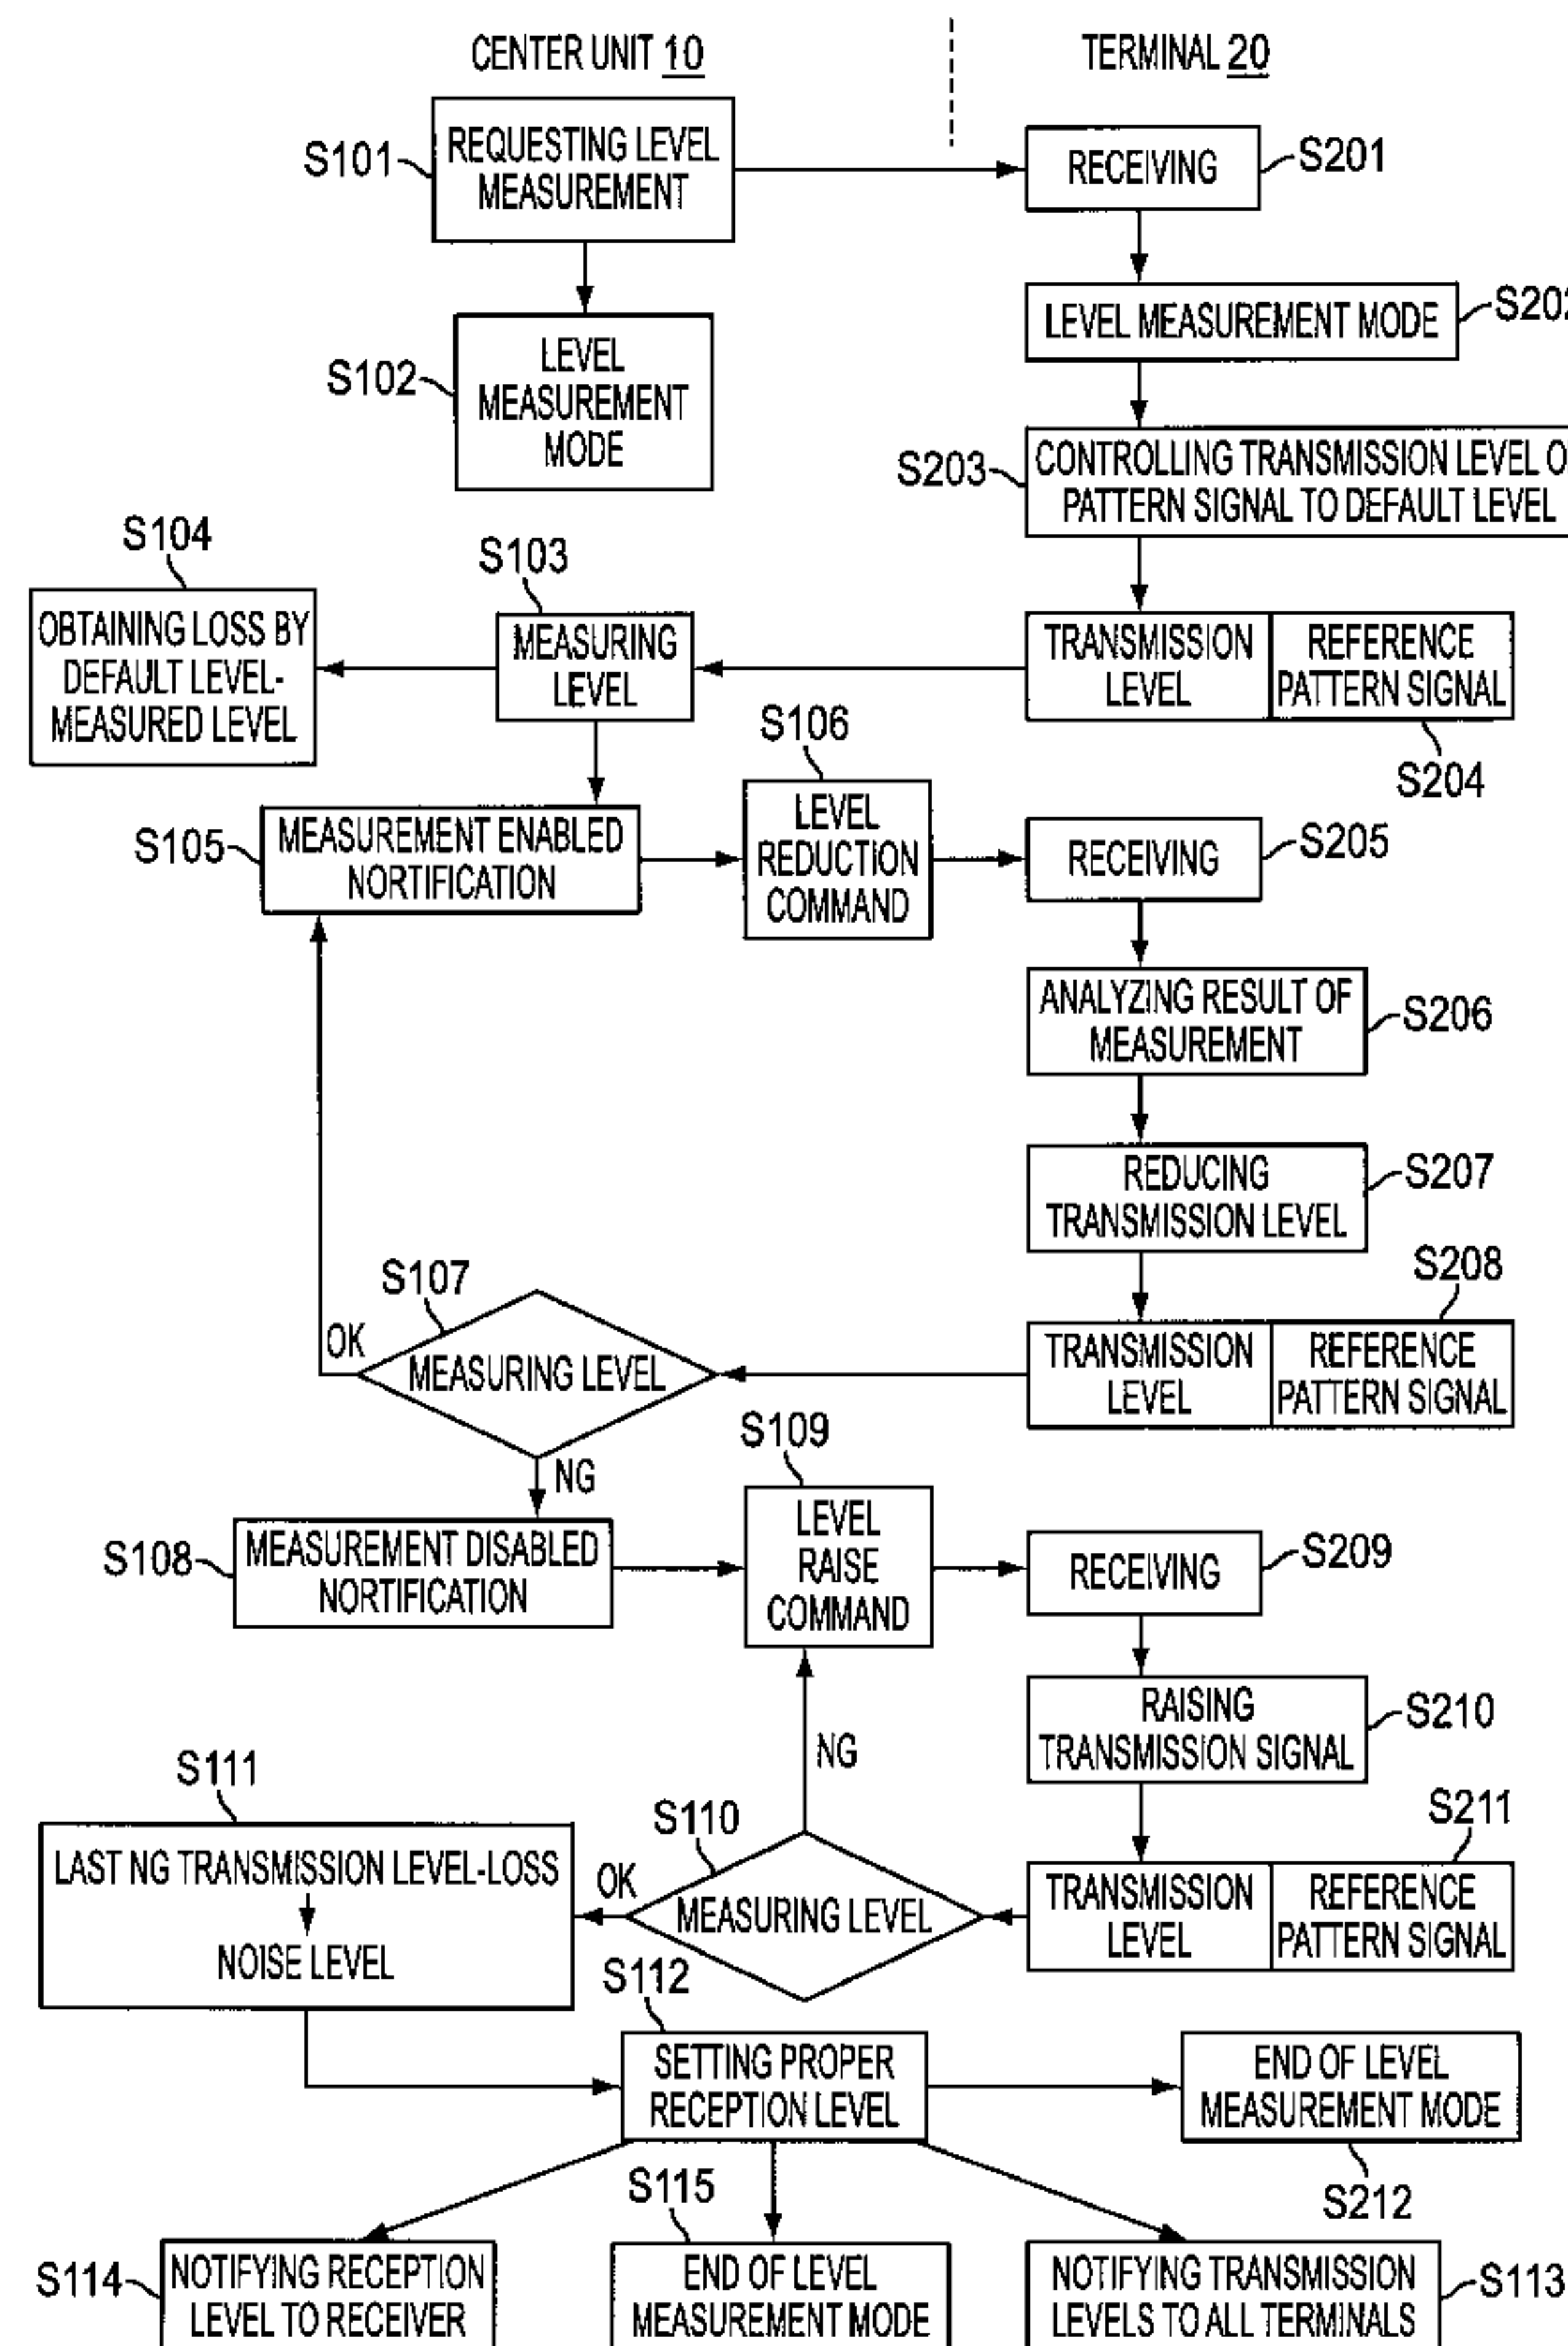 CENTER UNIT 10
TERMINAL 20
S101
REQUESTING LEVEL
MEASUREMENT
RECEIVING
S201
LEVEL MEASUREMENT MODE
S102
LEVEL
MEASUREMENT
MODE
S203
CONTROLLING TRANSMISSION LEVEL
PATTERN SIGNAL TO DEFAULT LEVEL
S104
OBTAINING LOSS BY
DEFAULT LEVEL-
MEASURED LEVEL
S103
MEASURING
LEVEL
TRANSMISSION
LEVEL
REFERENCE
PATTERN SIGNAL
S204
S105
MEASUREMENT ENABLED
NORTIFICATION
S106
LEVEL
REDUCTION
COMMAND
RECEIVING
S205
ANALYZING RESULT OF
MEASUREMENT
S206
REDUCING
TRANSMISSION LEVEL
S207
S107
OK
MEASURING LEVEL
NG
S208
TRANSMISSION
LEVEL
REFERENCE
PATTERN SIGNAL
S108
MEASUREMENT DISABLED
NORTIFICATION
S109
LEVEL
RAISE
COMMAND
RECEIVING
S209
RAISING
TRANSMISSION SIGNAL
S210
NG
S111
LAST NG TRANSMISSION LEVEL-LOSS
NOISE LEVEL
S110
OK
MEASURING LEVEL
S211
TRANSMISSION
LEVEL
REFERENCE
PATTERN SIGNAL
S112
SETTING PROPER
RECEPTION LEVEL
END OF LEVEL
MEASUREMENT MODE
S212
S114
NOTIFYING RECEPTION
LEVEL TO RECEIVER
S115
END OF LEVEL
MEASUREMENT MODE
NOTIFYING TRANSMISSION
LEVELS TO ALL TERMINALS
S113